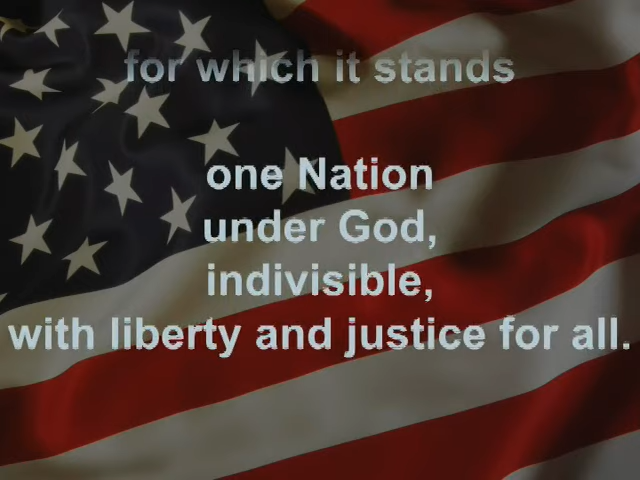 for which it stands
one Nation
under God,
indivisible,
with liberty and justice for all.